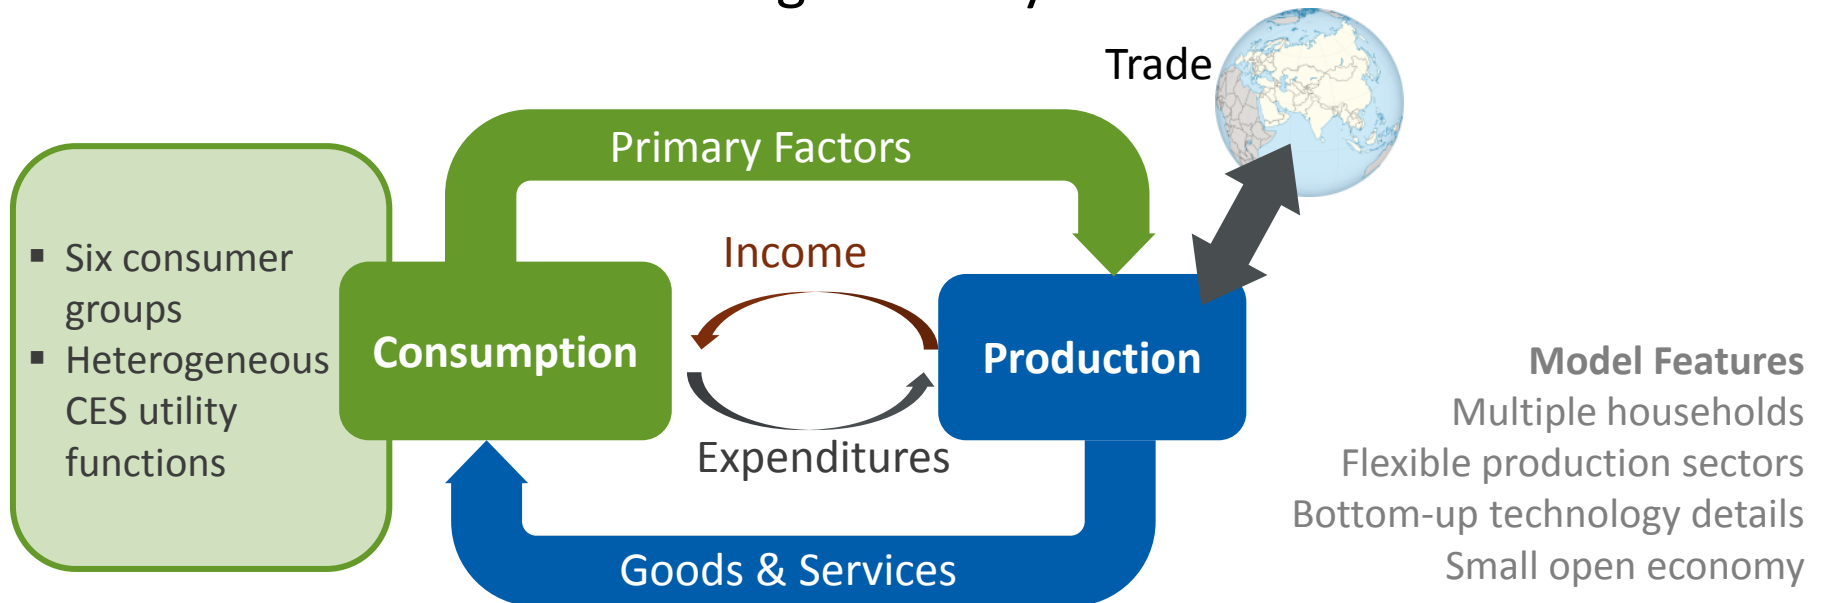 Trade
Primary Factors
▪ Six consumer
groups
▪ Heterogeneous
CES utility
functions
Income
Consumption
Production
Expenditures
Goods & Services
Model Features
Multiple households
Flexible production sectors
Bottom-up technology details
Small open economy